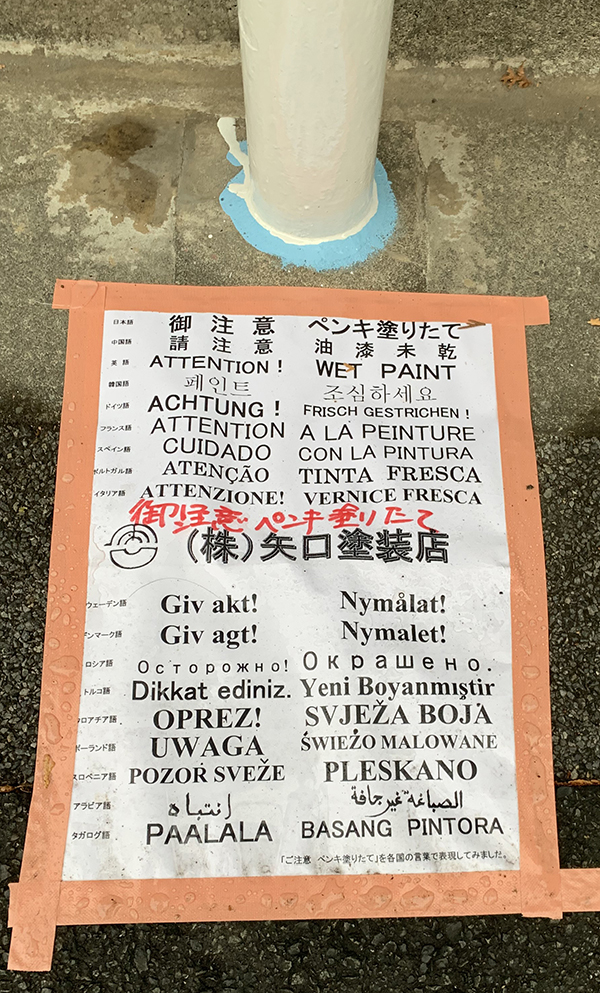 日本語 御注意 ペンキ塗りたて
中国語 請注意 油漆未乾
英語 ATTENTION! WET PAINT
韓国語 페인트 조심하세요
ドイツ語 ACHTUNG! FRISCH GESTRICHEN!
フランス語 ATTENTION A LA PEINTURE
スペイン語 CUIDADO CON LA PINTURA
ポルトガル語 ATENÇÃO TINTA FRESCA
イタリア語 ATTENZIONE! VERNICE FRESCA
御注意 ペンキ塗りたて
(株)矢口塗装店
ウェーデン語 Giv akt! Nymålat!
デンマーク語 Giv agt! Nymalet!
ロシア語 Осторожно! Окрашено.
トルコ語 Dikkat ediniz. Yeni Boyanmıştir
クロアチア語 OPREZ! SVJEŽA BOJA
ポーランド語 UWAGA ŚWIEŻO MALOWANE
スロベニア語 POZOR SVEŽE PLESKANO
アラビア語 انتباه الصباغة غير جافة
タガログ語 PAALALA BASANG PINTORA
「ご注意 ペンキ塗りたて」を各国の言葉で表現してみました。